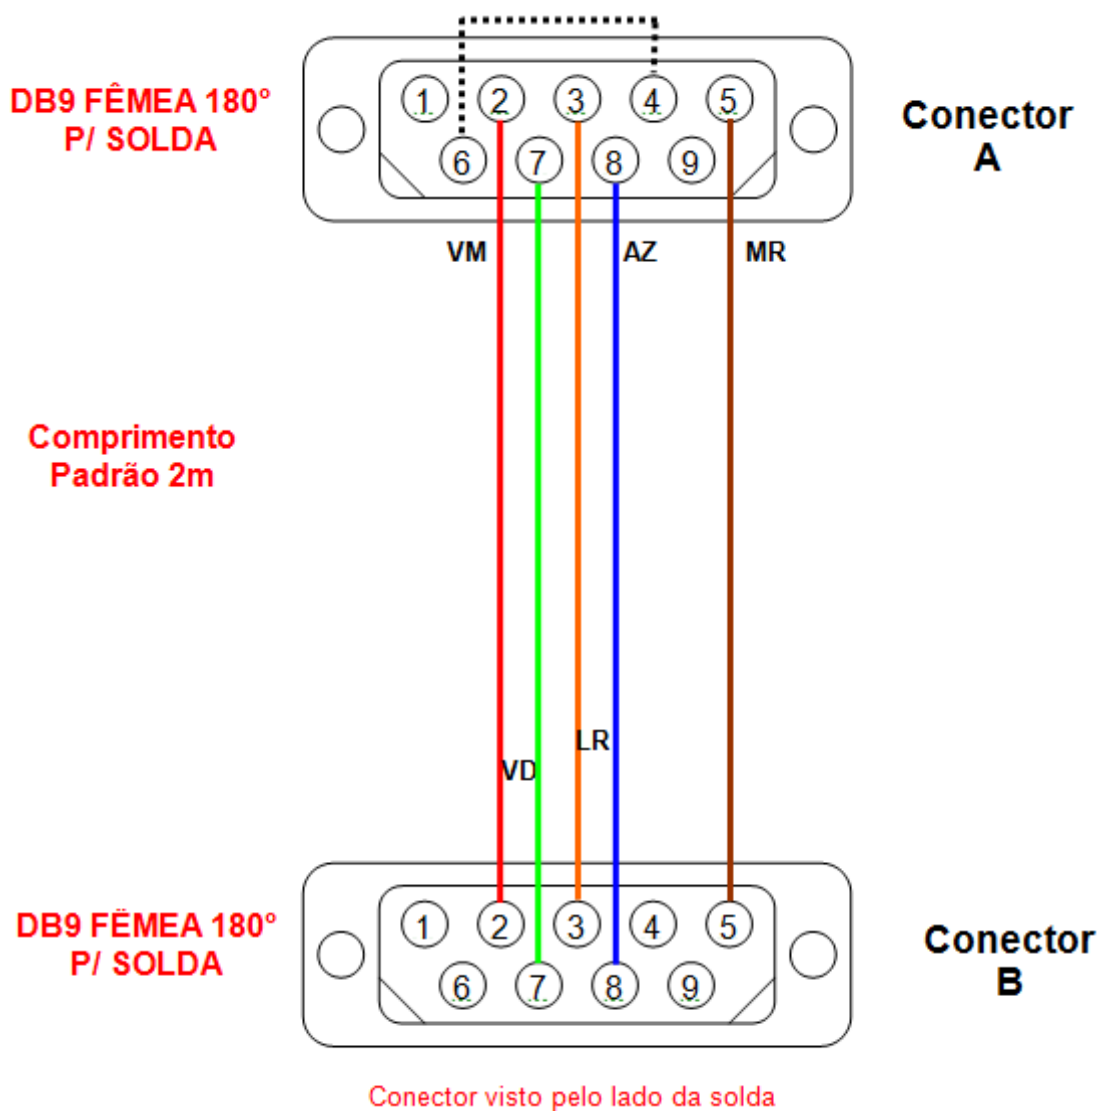 DB9 FÊMEA 180°
P/ SOLDA
1 2 3 4 5
6 7 8 9
Conector
A
VM AZ MR
Comprimento
Padrão 2m
LR
VD
DB9 FÊMEA 180°
P/ SOLDA
1 2 3 4 5
6 7 8 9
Conector
B
Conector visto pelo lado da solda